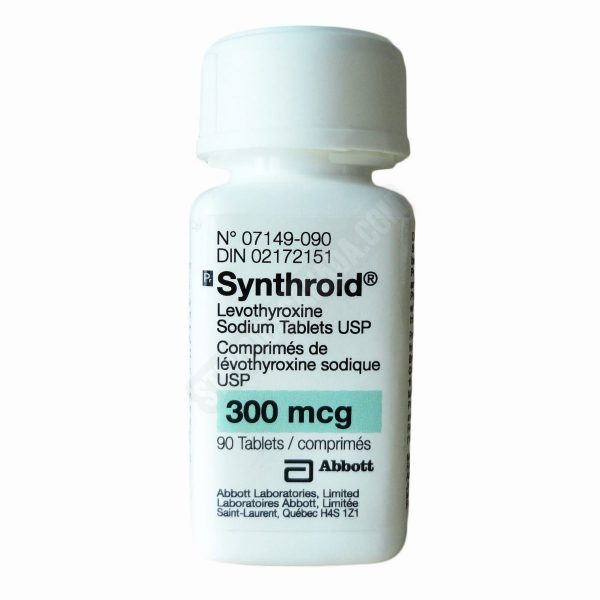 N° 07149-090
DIN 02172151
Pr Synthroid®
Levothyroxine
Sodium Tablets USP
Comprimés de
lévothyroxine sodique
USP
300 mcg
90 Tablets / comprimés
Abbott
Abbott Laboratories, Limited
Laboratoires Abbott, Limitée
Saint-Laurent, Québec H4S 1Z1